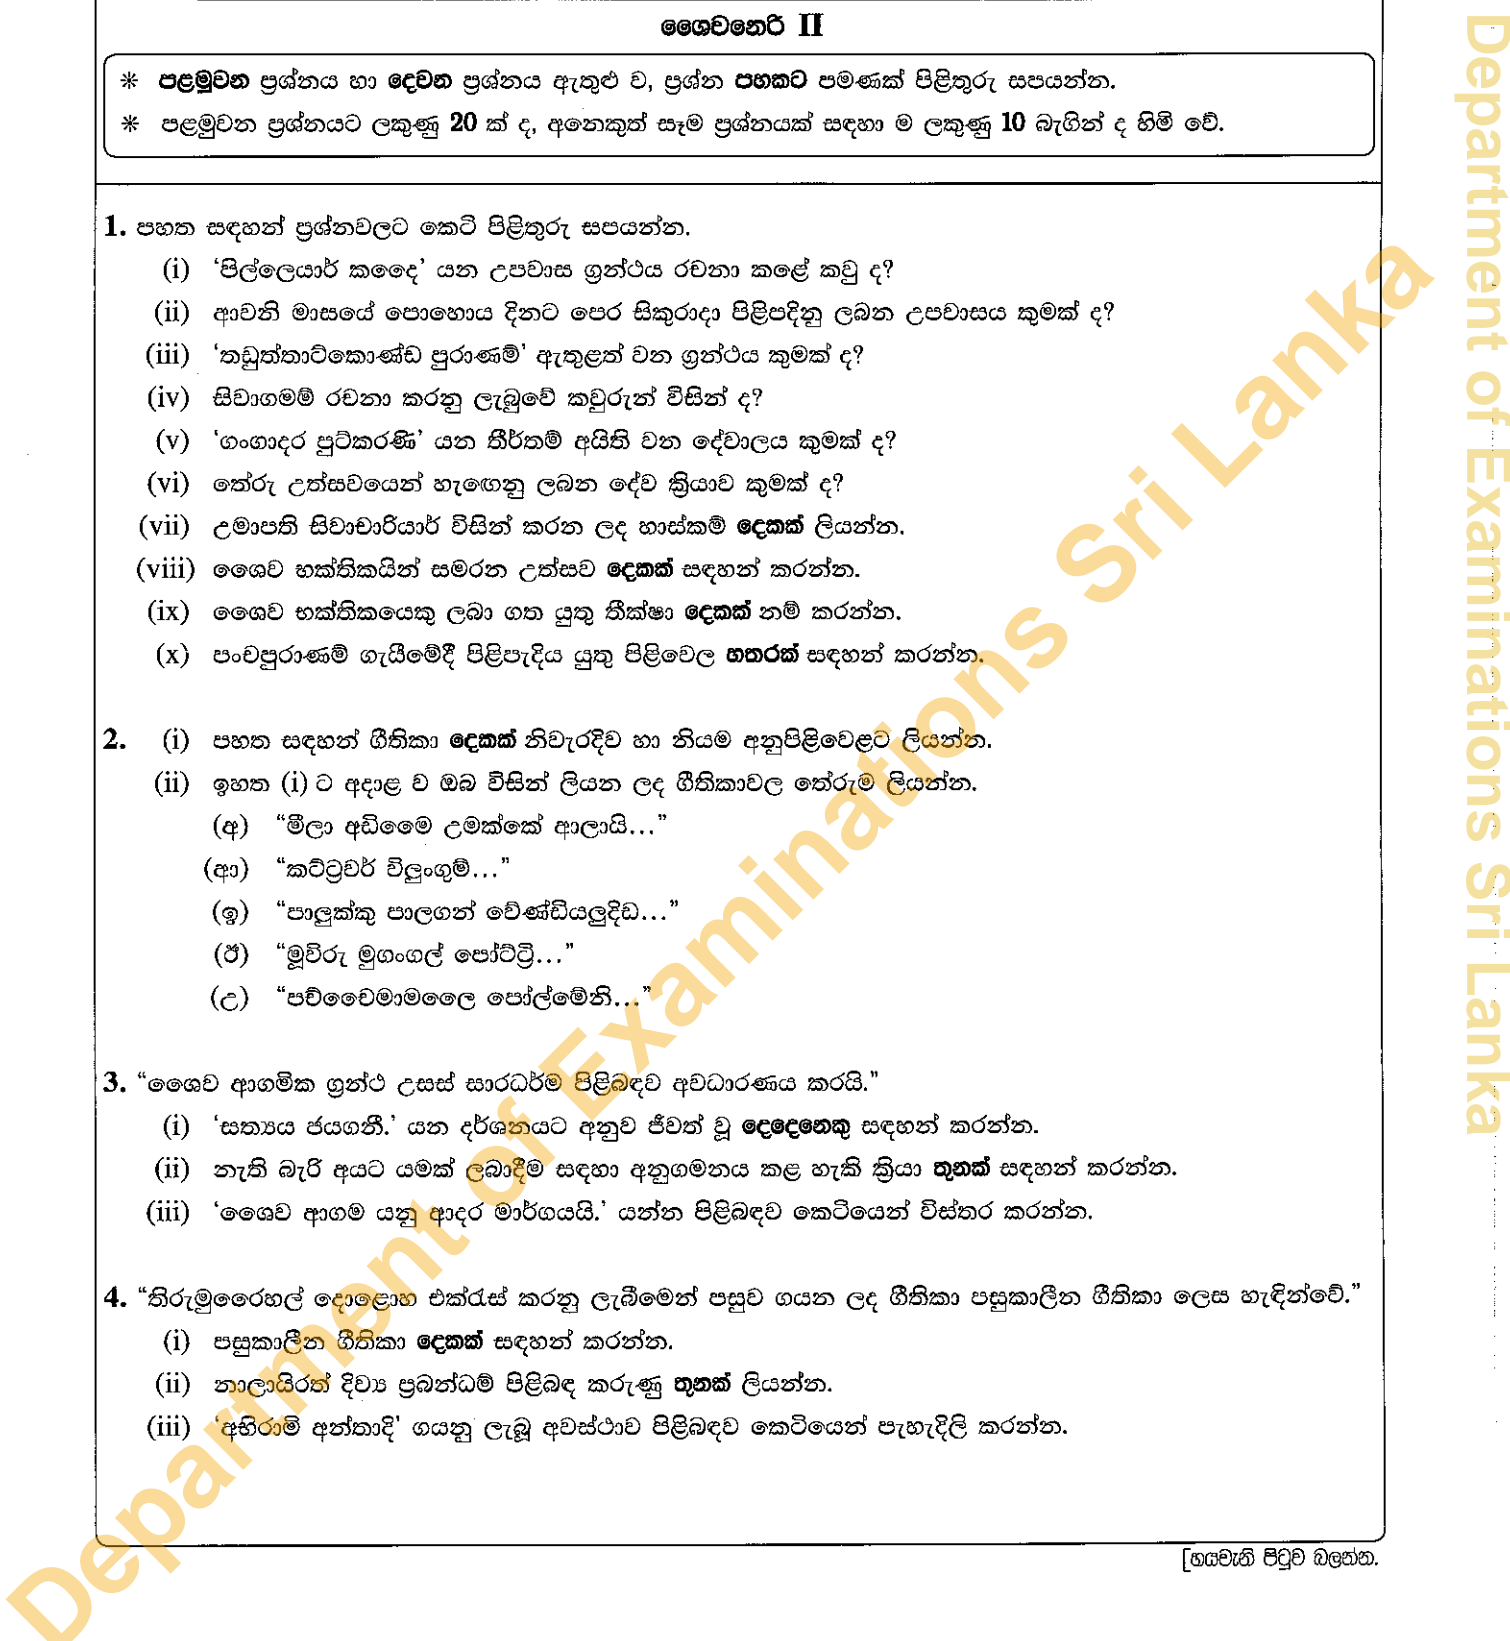 ශෛවනෙරි II
✳ පළමුවන ප්‍රශ්නය හා දෙවන ප්‍රශ්නය ඇතුළු ව, ප්‍රශ්න පහකට පමණක් පිළිතුරු සපයන්න.
✳ පළමුවන ප්‍රශ්නයට ලකුණු 20 ක් ද, අනෙකුත් සෑම ප්‍රශ්නයක් සඳහා ම ලකුණු 10 බැගින් ද හිමි වේ.
1. පහත සඳහන් ප්‍රශ්නවලට කෙටි පිළිතුරු සපයන්න.
(i) ‘පිල්ලෙයාර් කදෛ’ යන උපවාස ග්‍රන්ථය රචනා කළේ කවු ද?
(ii) ආවනි මාසයේ පොහොය දිනට පෙර සිකුරාදා පිළිපදිනු ලබන උපවාසය කුමක් ද?
(iii) ‘තඩුත්තාට්කොණ්ඩ පුරාණම්’ ඇතුළත් වන ග්‍රන්ථය කුමක් ද?
(iv) සිවාගමම් රචනා කරනු ලැබුවේ කවුරුන් විසින් ද?
(v) ‘ගංගාදර පුට්කරණි’ යන තීර්තම් අයිති වන දේවාලය කුමක් ද?
(vi) තේරු උත්සවයෙන් හැඟෙනු ලබන දේව ක්‍රියාව කුමක් ද?
(vii) උමාපති සිවාචාරියාර් විසින් කරන ලද හාස්කම් දෙකක් ලියන්න.
(viii) ශෛව භක්තිකයින් සමරන උත්සව දෙකක් සඳහන් කරන්න.
(ix) ශෛව භක්තිකයෙකු ලබා ගත යුතු තීක්ෂා දෙකක් නම් කරන්න.
(x) පංචපුරාණම් ගැයීමේදී පිළිපැදිය යුතු පිළිවෙල හතරක් සඳහන් කරන්න.
2. (i) පහත සඳහන් ගීතිකා දෙකක් නිවැරදිව හා නියම අනුපිළිවෙළට ලියන්න.
(ii) ඉහත (i) ට අදාළ ව ඔබ විසින් ලියන ලද ගීතිකාවල තේරුම ලියන්න.
(අ) “මීලා අඩිමෛ උමක්කේ ආලායි...”
(ආ) “කට්ට්‍රවර් විලුංගුම්...”
(ඉ) “පාලුක්කු පාලගන් වේණ්ඩියලුදිඩ...”
(ඊ) “මූවිරු මුගංගල් පෝට්ට්‍රි...”
(උ) “පච්චෛමාමලෛ පෝල්මේනි...”
3. “ශෛව ආගමික ග්‍රන්ථ උසස් සාරධර්ම පිළිබඳව අවධාරණය කරයි.”
(i) ‘සත්‍යය ජයගනී.’ යන දර්ශනයට අනුව ජීවත් වූ දෙදෙනෙකු සඳහන් කරන්න.
(ii) නැති බැරි අයට යමක් ලබාදීම සඳහා අනුගමනය කළ හැකි ක්‍රියා තුනක් සඳහන් කරන්න.
(iii) ‘ශෛව ආගම යනු ආදර මාර්ගයයි.’ යන්න පිළිබඳව කෙටියෙන් විස්තර කරන්න.
4. “තිරුමුරෛහල් දොළොහ එක්රැස් කරනු ලැබීමෙන් පසුව ගයන ලද ගීතිකා පසුකාලීන ගීතිකා ලෙස හැඳින්වේ.”
(i) පසුකාලීන ගීතිකා දෙකක් සඳහන් කරන්න.
(ii) නාලායිරත් දිව්‍ය ප්‍රබන්ධම් පිළිබඳ කරුණු තුනක් ලියන්න.
(iii) ‘අභිරාමි අන්තාදි' ගයනු ලැබූ අවස්ථාව පිළිබඳව කෙටියෙන් පැහැදිලි කරන්න.
[හයවැනි පිටුව බලන්න.
Department of Examinations Sri Lanka
Department of Examinations Sri Lanka